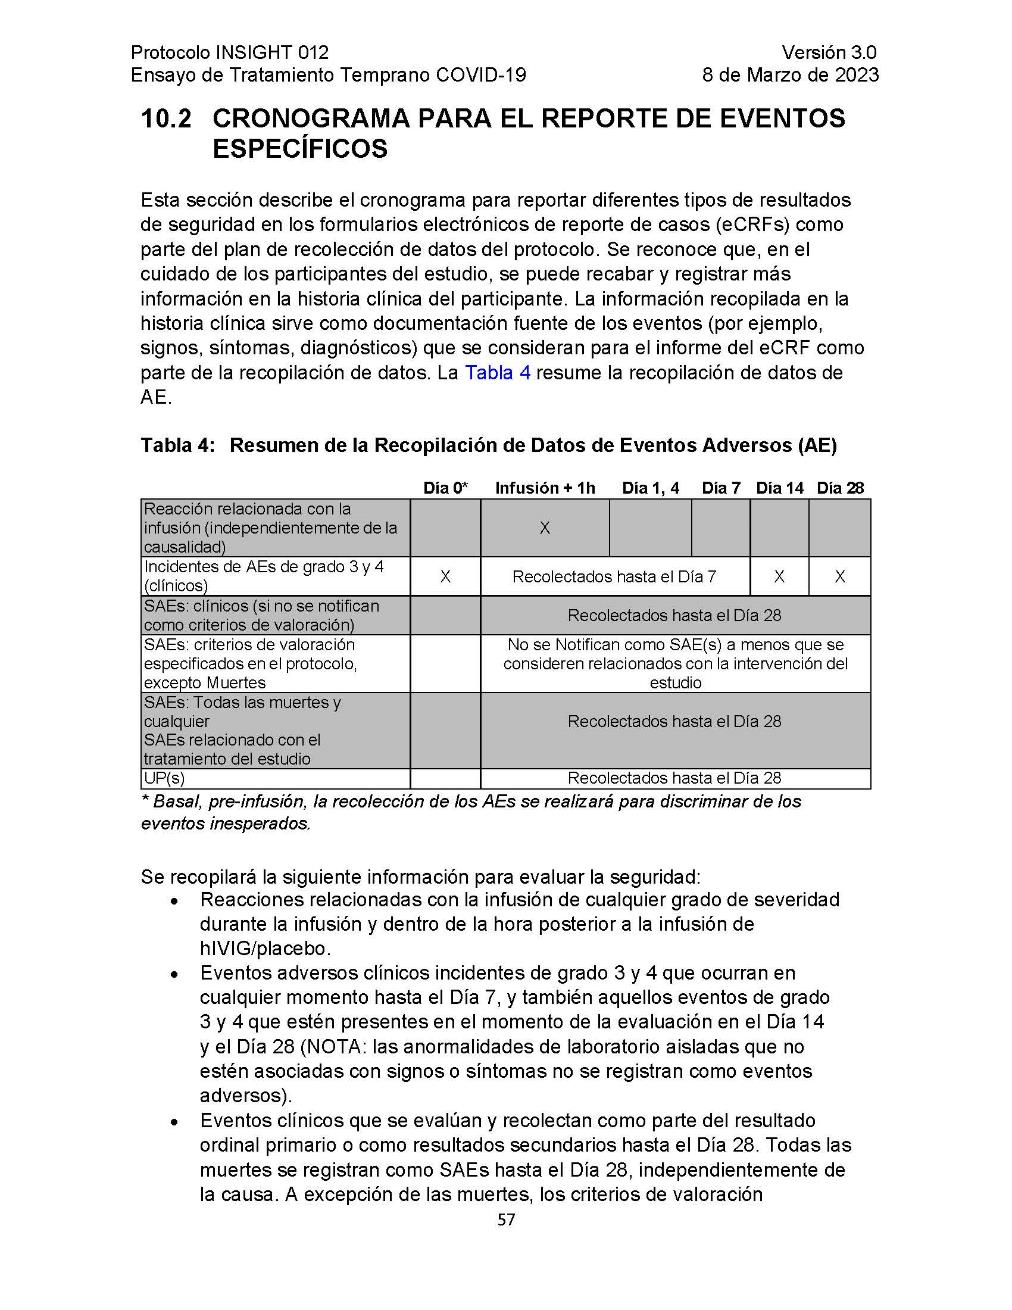 Protocolo INSIGHT 012 Versión 3.0
Ensayo de Tratamiento Temprano COVID-19 8 de Marzo de 2023
10.2 CRONOGRAMA PARA EL REPORTE DE EVENTOS
ESPECÍFICOS
Esta sección describe el cronograma para reportar diferentes tipos de resultados
de seguridad en los formularios electrónicos de reporte de casos (eCRFs) como
parte del plan de recolección de datos del protocolo. Se reconoce que, en el
cuidado de los participantes del estudio, se puede recabar y registrar más
información en la historia clínica del participante. La información recopilada en la
historia clínica sirve como documentación fuente de los eventos (por ejemplo,
signos, síntomas, diagnósticos) que se consideran para el informe del eCRF como
parte de la recopilación de datos. La Tabla 4 resume la recopilación de datos de
AE.
Tabla 4: Resumen de la Recopilación de Datos de Eventos Adversos (AE)
Día 0* Infusión + 1h Día 1, 4 Día 7 Día 14 Día 28
Reacción relacionada con la
infusión (independientemente de la
causalidad)
X
Incidentes de AEs de grado 3 y 4
(clínicos)
X Recolectados hasta el Día 7 X X
SAEs: clínicos (si no se notifican
como criterios de valoración)
Recolectados hasta el Día 28
SAEs: criterios de valoración
especificados en el protocolo,
excepto Muertes
No se Notifican como SAE(s) a menos que se
consideren relacionados con la intervención del
estudio
SAEs: Todas las muertes y
cualquier
SAEs relacionado con el
tratamiento del estudio
Recolectados hasta el Día 28
UP(s) Recolectados hasta el Día 28
* Basal, pre-infusión, la recolección de los AEs se realizará para discriminar de los
eventos inesperados.
Se recopilará la siguiente información para evaluar la seguridad:
• Reacciones relacionadas con la infusión de cualquier grado de severidad
durante la infusión y dentro de la hora posterior a la infusión de
hIVIG/placebo.
• Eventos adversos clínicos incidentes de grado 3 y 4 que ocurran en
cualquier momento hasta el Día 7, y también aquellos eventos de grado
3 y 4 que estén presentes en el momento de la evaluación en el Día 14
y el Día 28 (NOTA: las anormalidades de laboratorio aisladas que no
estén asociadas con signos o síntomas no se registran como eventos
adversos).
• Eventos clínicos que se evalúan y recolectan como parte del resultado
ordinal primario o como resultados secundarios hasta el Día 28. Todas las
muertes se registran como SAEs hasta el Día 28, independientemente de
la causa. A excepción de las muertes, los criterios de valoración
57